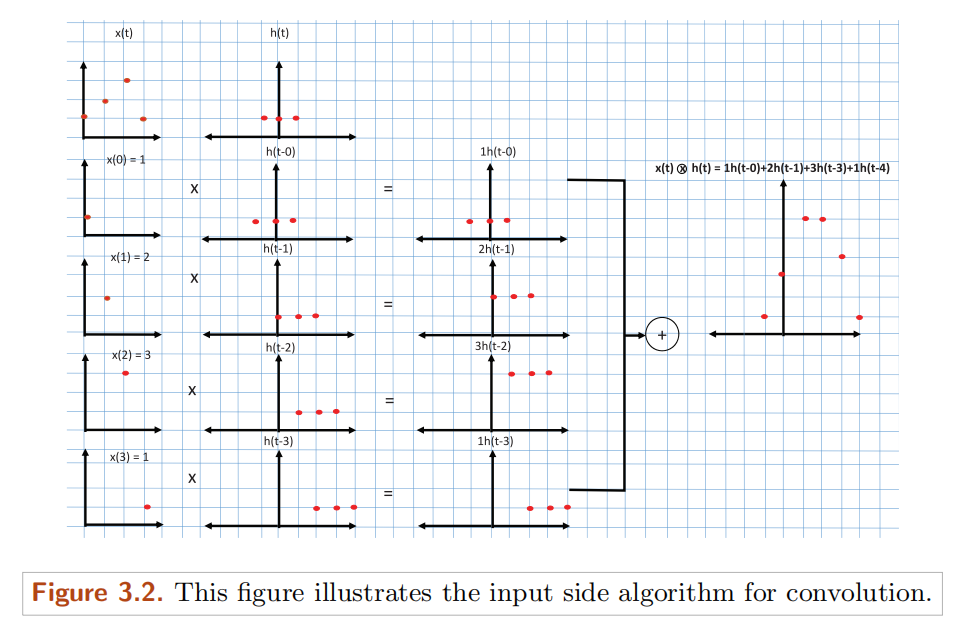 x(t) h(t)
h(t-0) 1h(t-0)
x(0) = 1
x(t) ⊗ h(t) = 1h(t-0)+2h(t-1)+3h(t-3)+1h(t-4)
X =
h(t-1) 2h(t-1)
x(1) = 2
X =
h(t-2) 3h(t-2)
x(2) = 3
+
X =
h(t-3) 1h(t-3)
x(3) = 1
X =
Figure 3.2. This figure illustrates the input side algorithm for convolution.